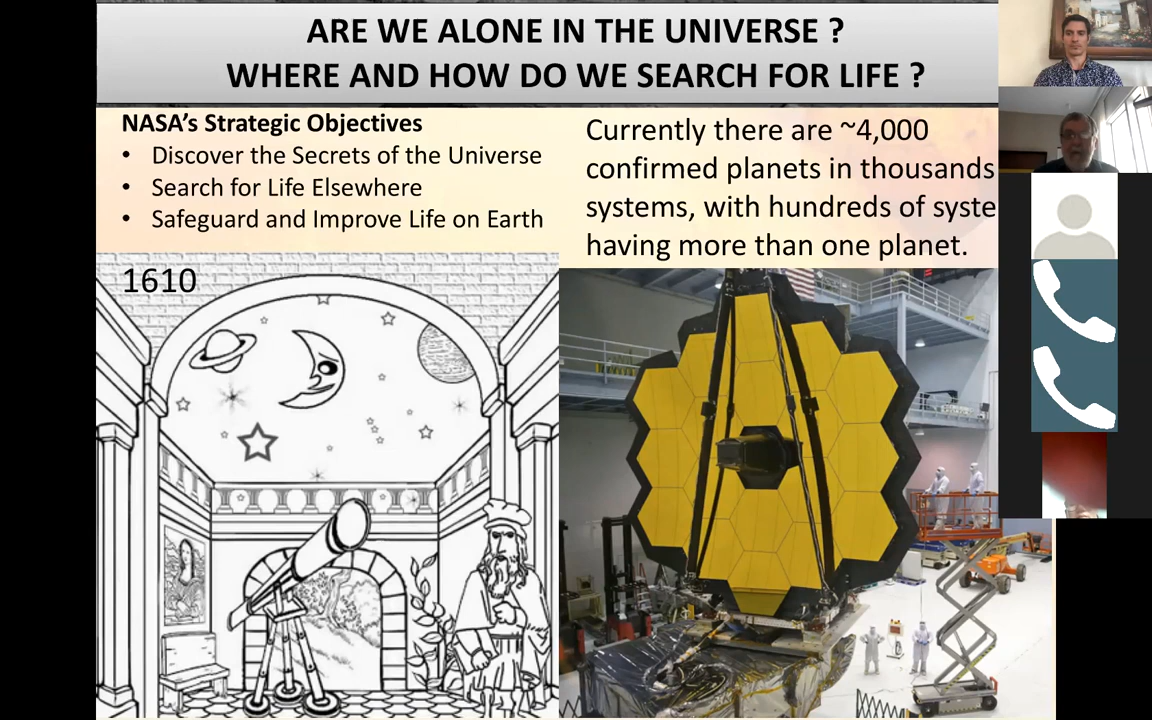 ARE WE ALONE IN THE UNIVERSE ?
WHERE AND HOW DO WE SEARCH FOR LIFE ?
NASA’s Strategic Objectives
• Discover the Secrets of the Universe
• Search for Life Elsewhere
• Safeguard and Improve Life on Earth
Currently there are ~4,000
confirmed planets in thousands
systems, with hundreds of syste
having more than one planet.
1610